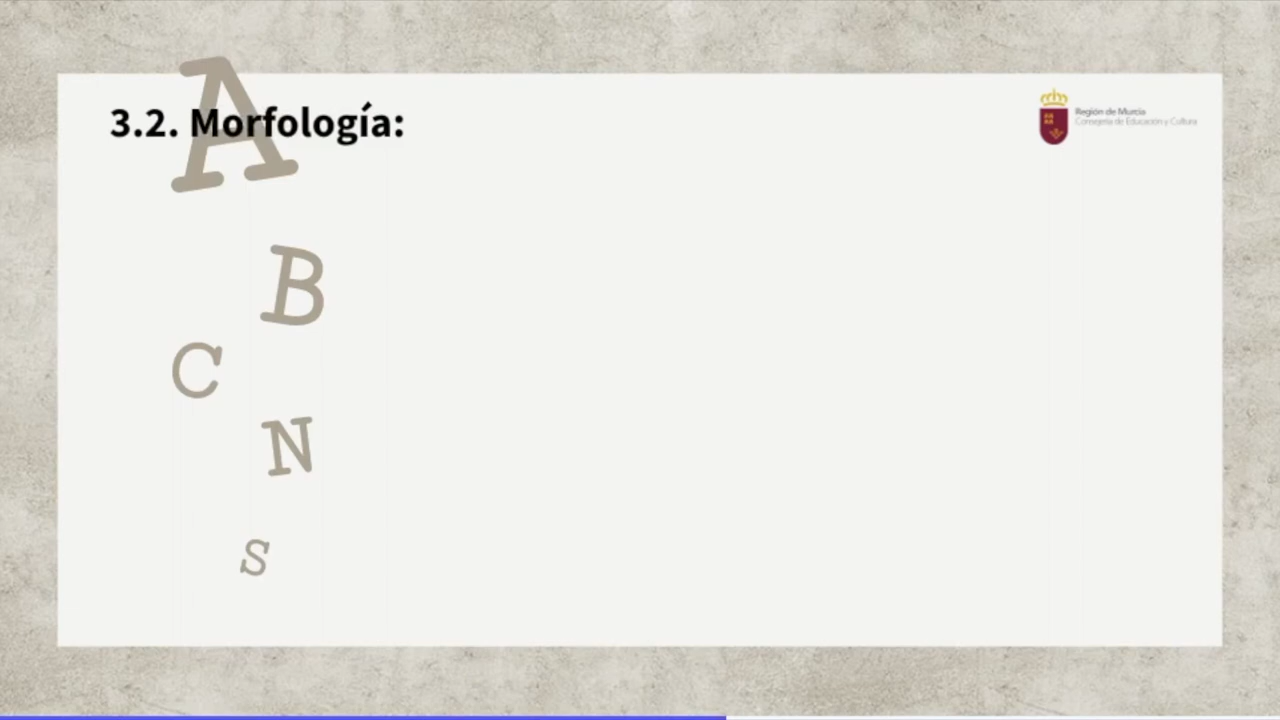 3.2. Morfología:
Región de Murcia
Consejería de Educación y Cultura
A
B
C
N
S